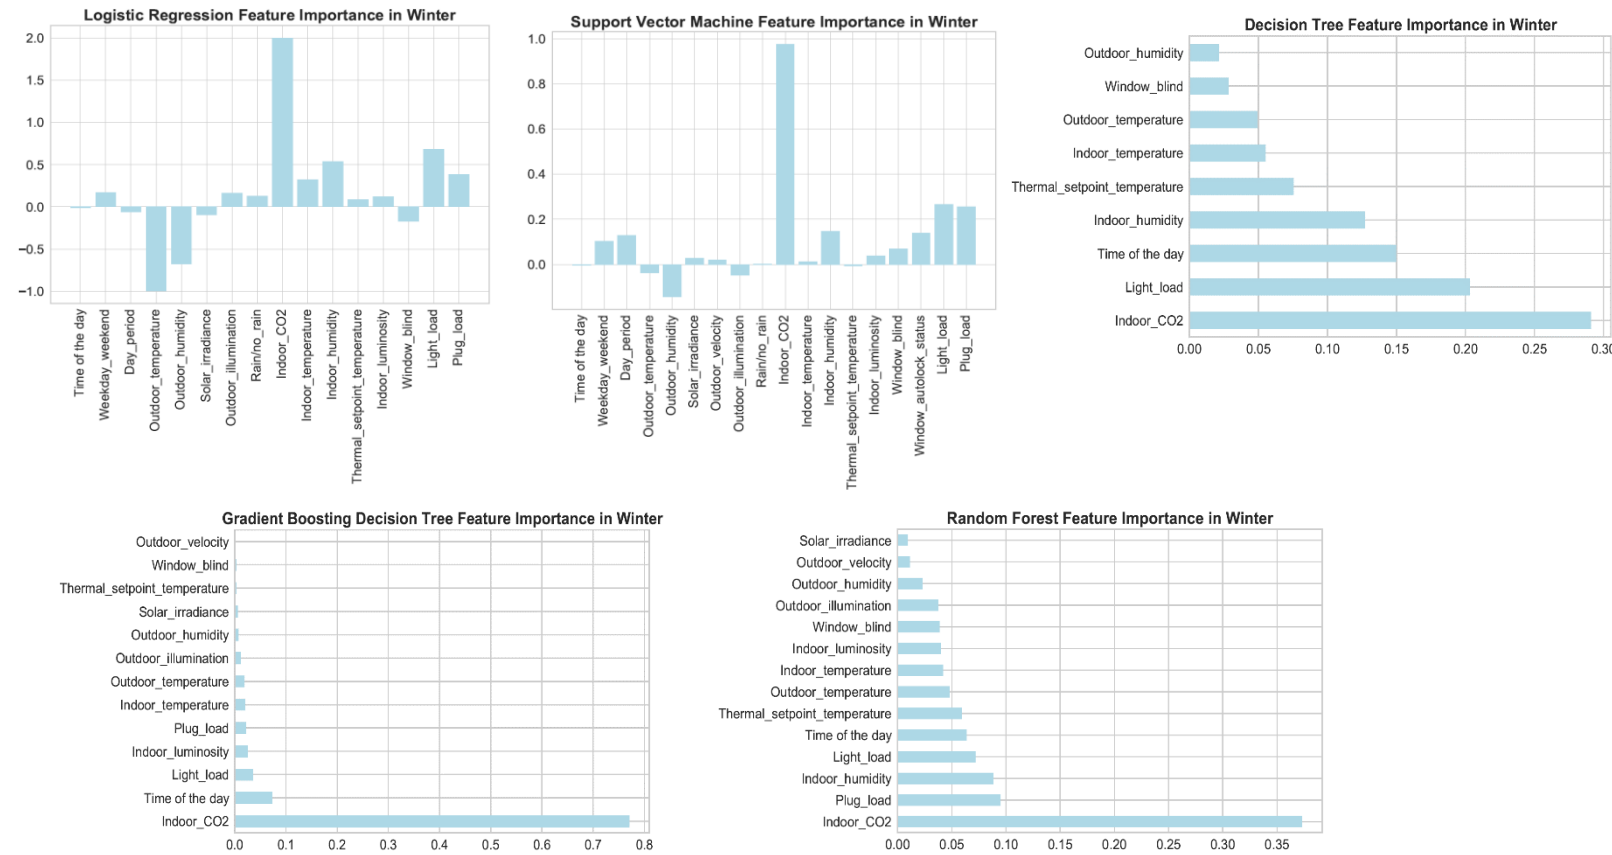 Logistic Regression Feature Importance in Winter
2.0
1.5
1.0
0.5
0.0
−0.5
−1.0
Time of the day
Weekday_weekend
Day_period
Outdoor_temperature
Outdoor_humidity
Solar_irradiance
Outdoor_illumination
Rain/no_rain
Indoor_CO2
Indoor_temperature
Indoor_humidity
Thermal_setpoint_temperature
Indoor_luminosity
Window_blind
Light_load
Plug_load
Support Vector Machine Feature Importance in Winter
1.0
0.8
0.6
0.4
0.2
0.0
Time of the day
Weekday_weekend
Day_period
Outdoor_temperature
Outdoor_humidity
Solar_irradiance
Outdoor_velocity
Outdoor_illumination
Rain/no_rain
Indoor_CO2
Indoor_temperature
Indoor_humidity
Thermal_setpoint_temperature
Indoor_luminosity
Window_blind
Window_autolock_status
Light_load
Plug_load
Decision Tree Feature Importance in Winter
Outdoor_humidity
Window_blind
Outdoor_temperature
Indoor_temperature
Thermal_setpoint_temperature
Indoor_humidity
Time of the day
Light_load
Indoor_CO2
0.00 0.05 0.10 0.15 0.20 0.25 0.30
Gradient Boosting Decision Tree Feature Importance in Winter
Outdoor_velocity
Window_blind
Thermal_setpoint_temperature
Solar_irradiance
Outdoor_humidity
Outdoor_illumination
Outdoor_temperature
Indoor_temperature
Plug_load
Indoor_luminosity
Light_load
Time of the day
Indoor_CO2
0.0 0.1 0.2 0.3 0.4 0.5 0.6 0.7 0.8
Random Forest Feature Importance in Winter
Solar_irradiance
Outdoor_velocity
Outdoor_humidity
Outdoor_illumination
Window_blind
Indoor_luminosity
Indoor_temperature
Outdoor_temperature
Thermal_setpoint_temperature
Time of the day
Light_load
Indoor_humidity
Plug_load
Indoor_CO2
0.00 0.05 0.10 0.15 0.20 0.25 0.30 0.35